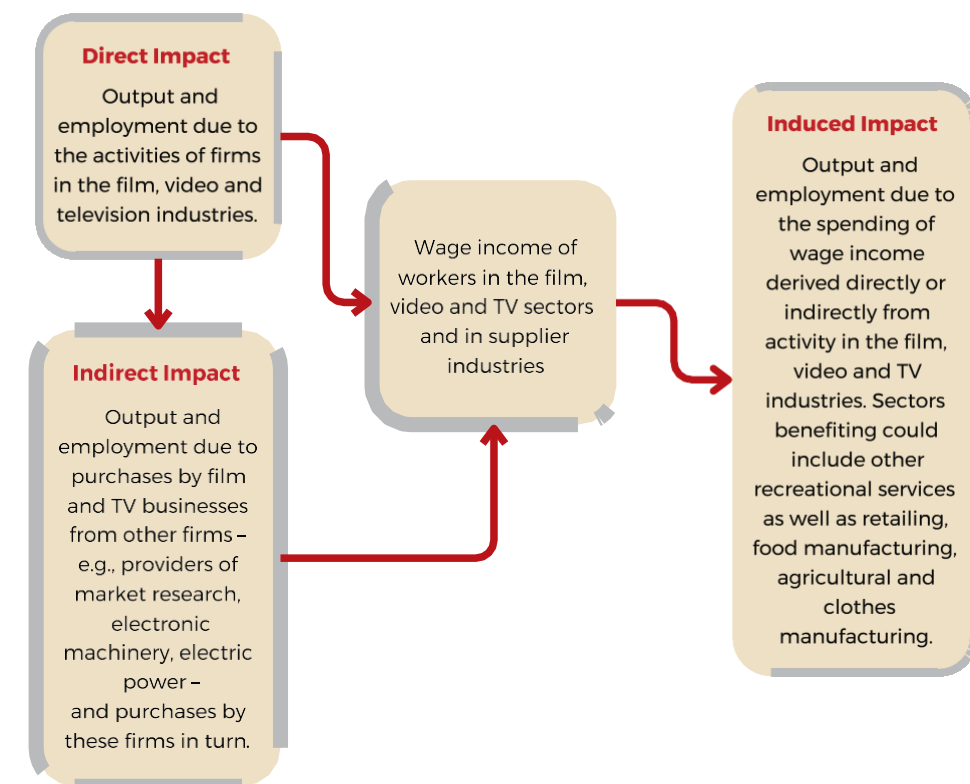 Direct Impact
Output and
employment due to
the activities of firms
in the film, video and
television industries.
Indirect Impact
Output and
employment due to
purchases by film
and TV businesses
from other firms –
e.g., providers of
market research,
electronic
machinery, electric
power –
and purchases by
these firms in turn.
Wage income of
workers in the film,
video and TV sectors
and in supplier
industries
Induced Impact
Output and
employment due to
the spending of
wage income
derived directly or
indirectly from
activity in the film,
video and TV
industries. Sectors
benefiting could
include other
recreational services
as well as retailing,
food manufacturing,
agricultural and
clothes
manufacturing.